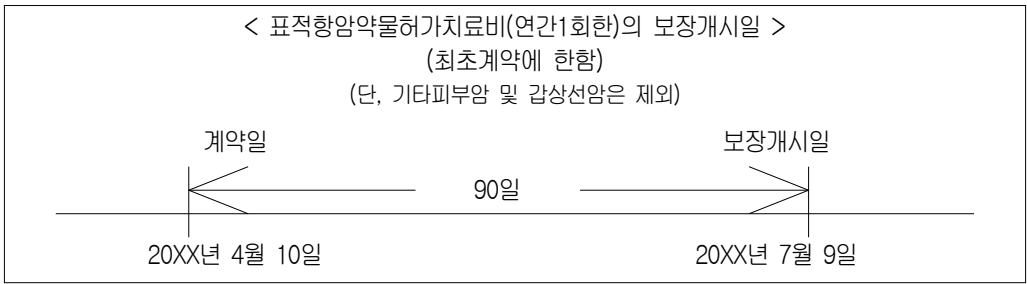 < 표적항암약물허가치료비(연간1회한)의 보장개시일 >
(최초계약에 한함)
(단, 기타피부암 및 갑상선암은 제외)
계약일 보장개시일
90일
20XX년 4월 10일 20XX년 7월 9일